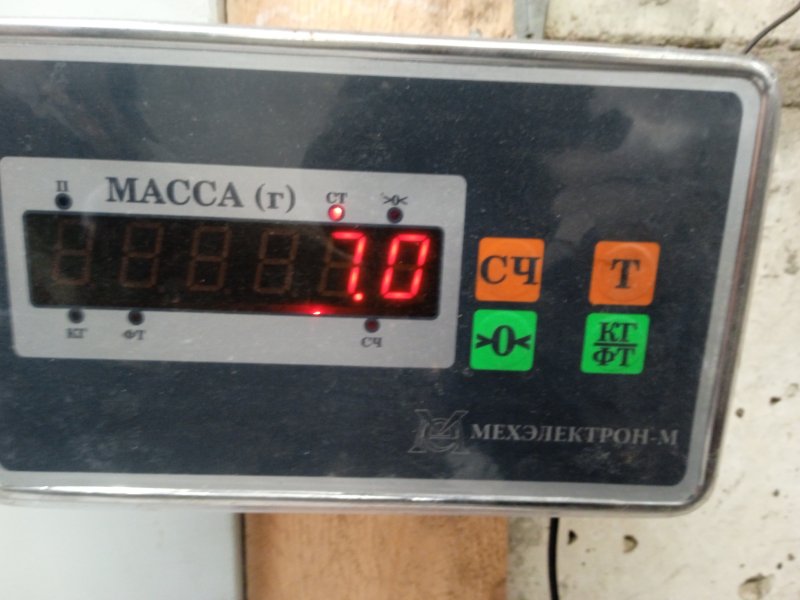 П МАССА (г) СТ >0<
7.0
КГ ФТ СЧ
СЧ Т
>0< КГ/ФТ
МЕХЭЛЕКТРОН-М